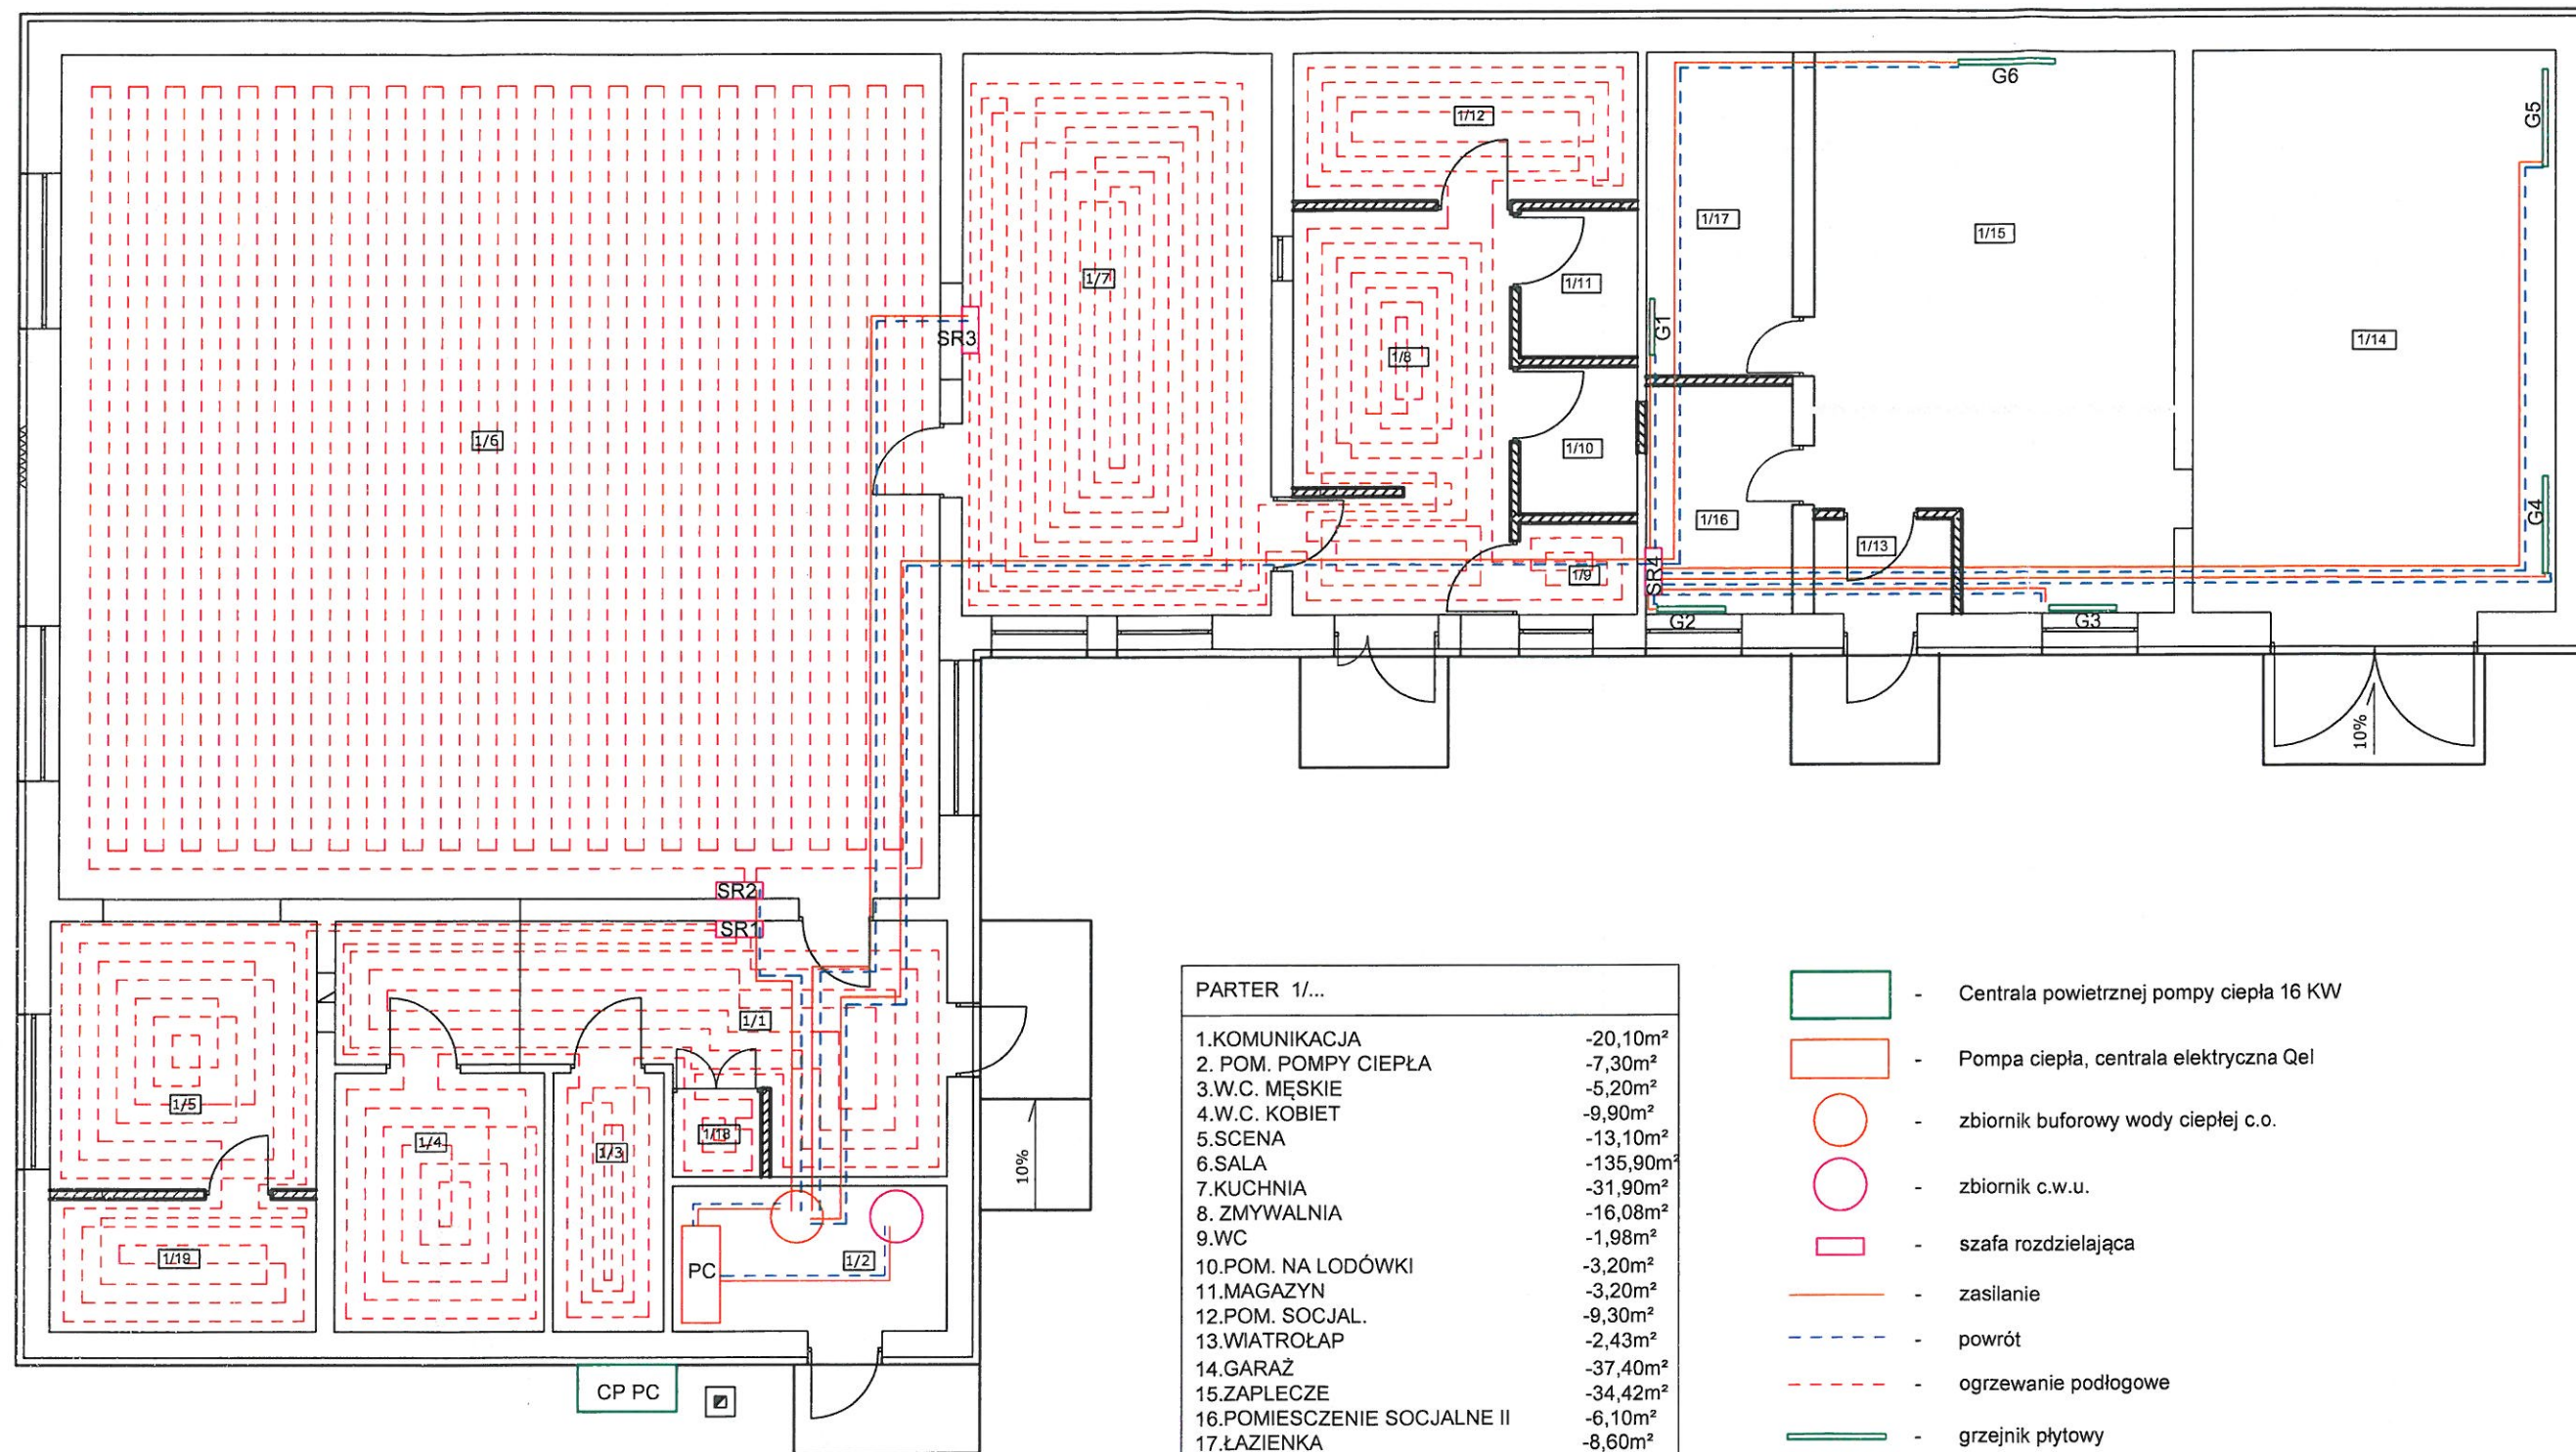 G6
G5
1/12
1/17
1/15
1/7
1/11
G1
SR3
1/8
1/14
1/6
1/10
G4
1/16
1/13
1/9
SR4
G2
G3
10%
SR2
SR1
PARTER 1/...
1.KOMUNIKACJA -20,10m²
2. POM. POMPY CIEPŁA -7,30m²
3.W.C. MĘSKIE -5,20m²
4.W.C. KOBIET -9,90m²
5.SCENA -13,10m²
6.SALA -135,90m²
7.KUCHNIA -31,90m²
8. ZMYWALNIA -16,08m²
9.WC -1,98m²
10.POM. NA LODÓWKI -3,20m²
11.MAGAZYN -3,20m²
12.POM. SOCJAL. -9,30m²
13.WIATROŁAP -2,43m²
14.GARAŻ -37,40m²
15.ZAPLECZE -34,42m²
16.POMIESCZENIE SOCJALNE II -6,10m²
17.ŁAZIENKA -8,60m²
- Centrala powietrznej pompy ciepła 16 KW
- Pompa ciepła, centrala elektryczna Qel
- zbiornik buforowy wody ciepłej c.o.
- zbiornik c.w.u.
- szafa rozdzielająca
- zasilanie
- powrót
- ogrzewanie podłogowe
- grzejnik płytowy
1/1
1/5
1/4
1/3
1/18
10%
1/19
PC
1/2
CP PC